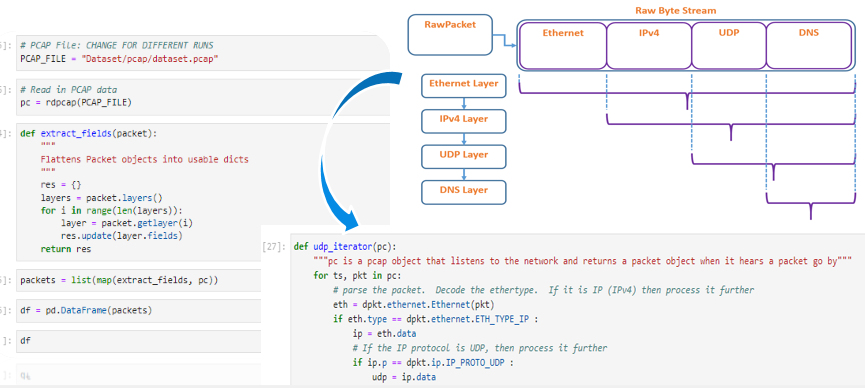 # PCAP File: CHANGE FOR DIFFERENT RUNS
PCAP_FILE = "Dataset/pcap/dataset.pcap"
# Read in PCAP data
pc = rdpcap(PCAP_FILE)
def extract_fields(packet):
"""
Flattens Packet objects into usable dicts
"""
res = {}
layers = packet.layers()
for i in range(len(layers)):
layer = packet.getlayer(i)
res.update(layer.fields)
return res
packets = list(map(extract_fields, pc))
df = pd.DataFrame(packets)
df
Raw Byte Stream
RawPacket
Ethernet
IPv4
UDP
DNS
Ethernet Layer
IPv4 Layer
UDP Layer
DNS Layer
[27]:
def udp_iterator(pc):
"""pc is a pcap object that listens to the network and returns a packet object when it hears a packet go by"""
for ts, pkt in pc:
# parse the packet. Decode the ethertype. If it is IP (IPv4) then process it further
eth = dpkt.ethernet.Ethernet(pkt)
if eth.type == dpkt.ethernet.ETH_TYPE_IP :
ip = eth.data
# If the IP protocol is UDP, then process it further
if ip.p == dpkt.ip.IP_PROTO_UDP :
udp = ip.data